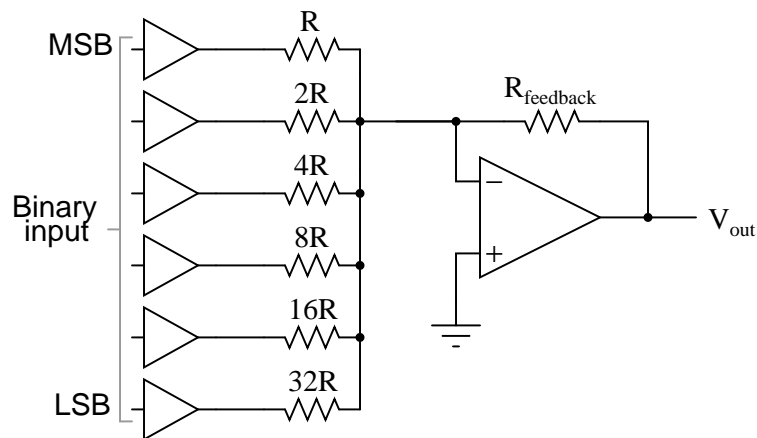 MSB
R
2R
R feedback
4R
Binary
input
−
+
V out
8R
16R
LSB
32R